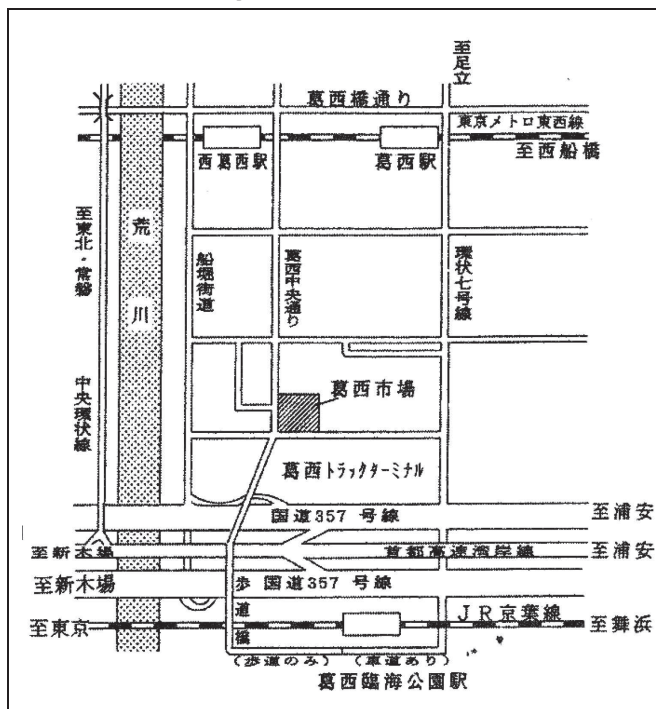 至足立
葛西橋通り
東京メトロ東西線
西葛西駅
葛西駅
至西船橋
至東北・常磐
荒川
船堀街道
葛西中央通り
環状七号線
中央環状線
葛西市場
葛西トラックターミナル
国道357号線
至浦安
至新木場
首都高速湾岸線
至浦安
至新木場
歩道橋
国道357号線
JR京葉線
至東京
至舞浜
(歩道のみ)
(車道あり)
葛西臨海公園駅